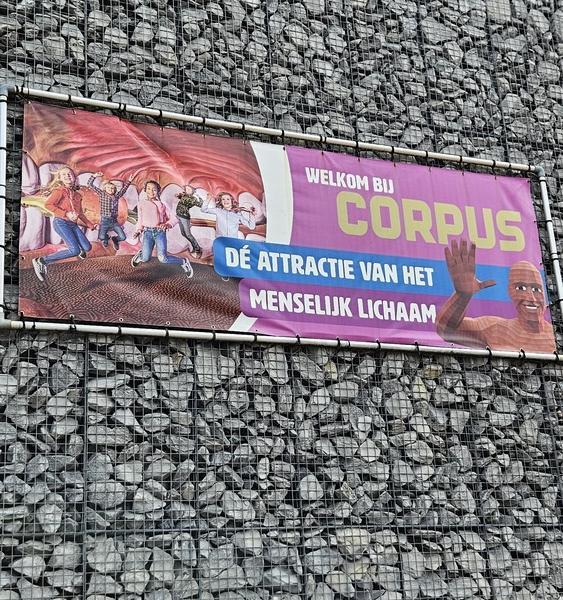 WELKOM BIJ
CORPUS
DÉ ATTRACTIE VAN HET
MENSELIJK LICHAAM